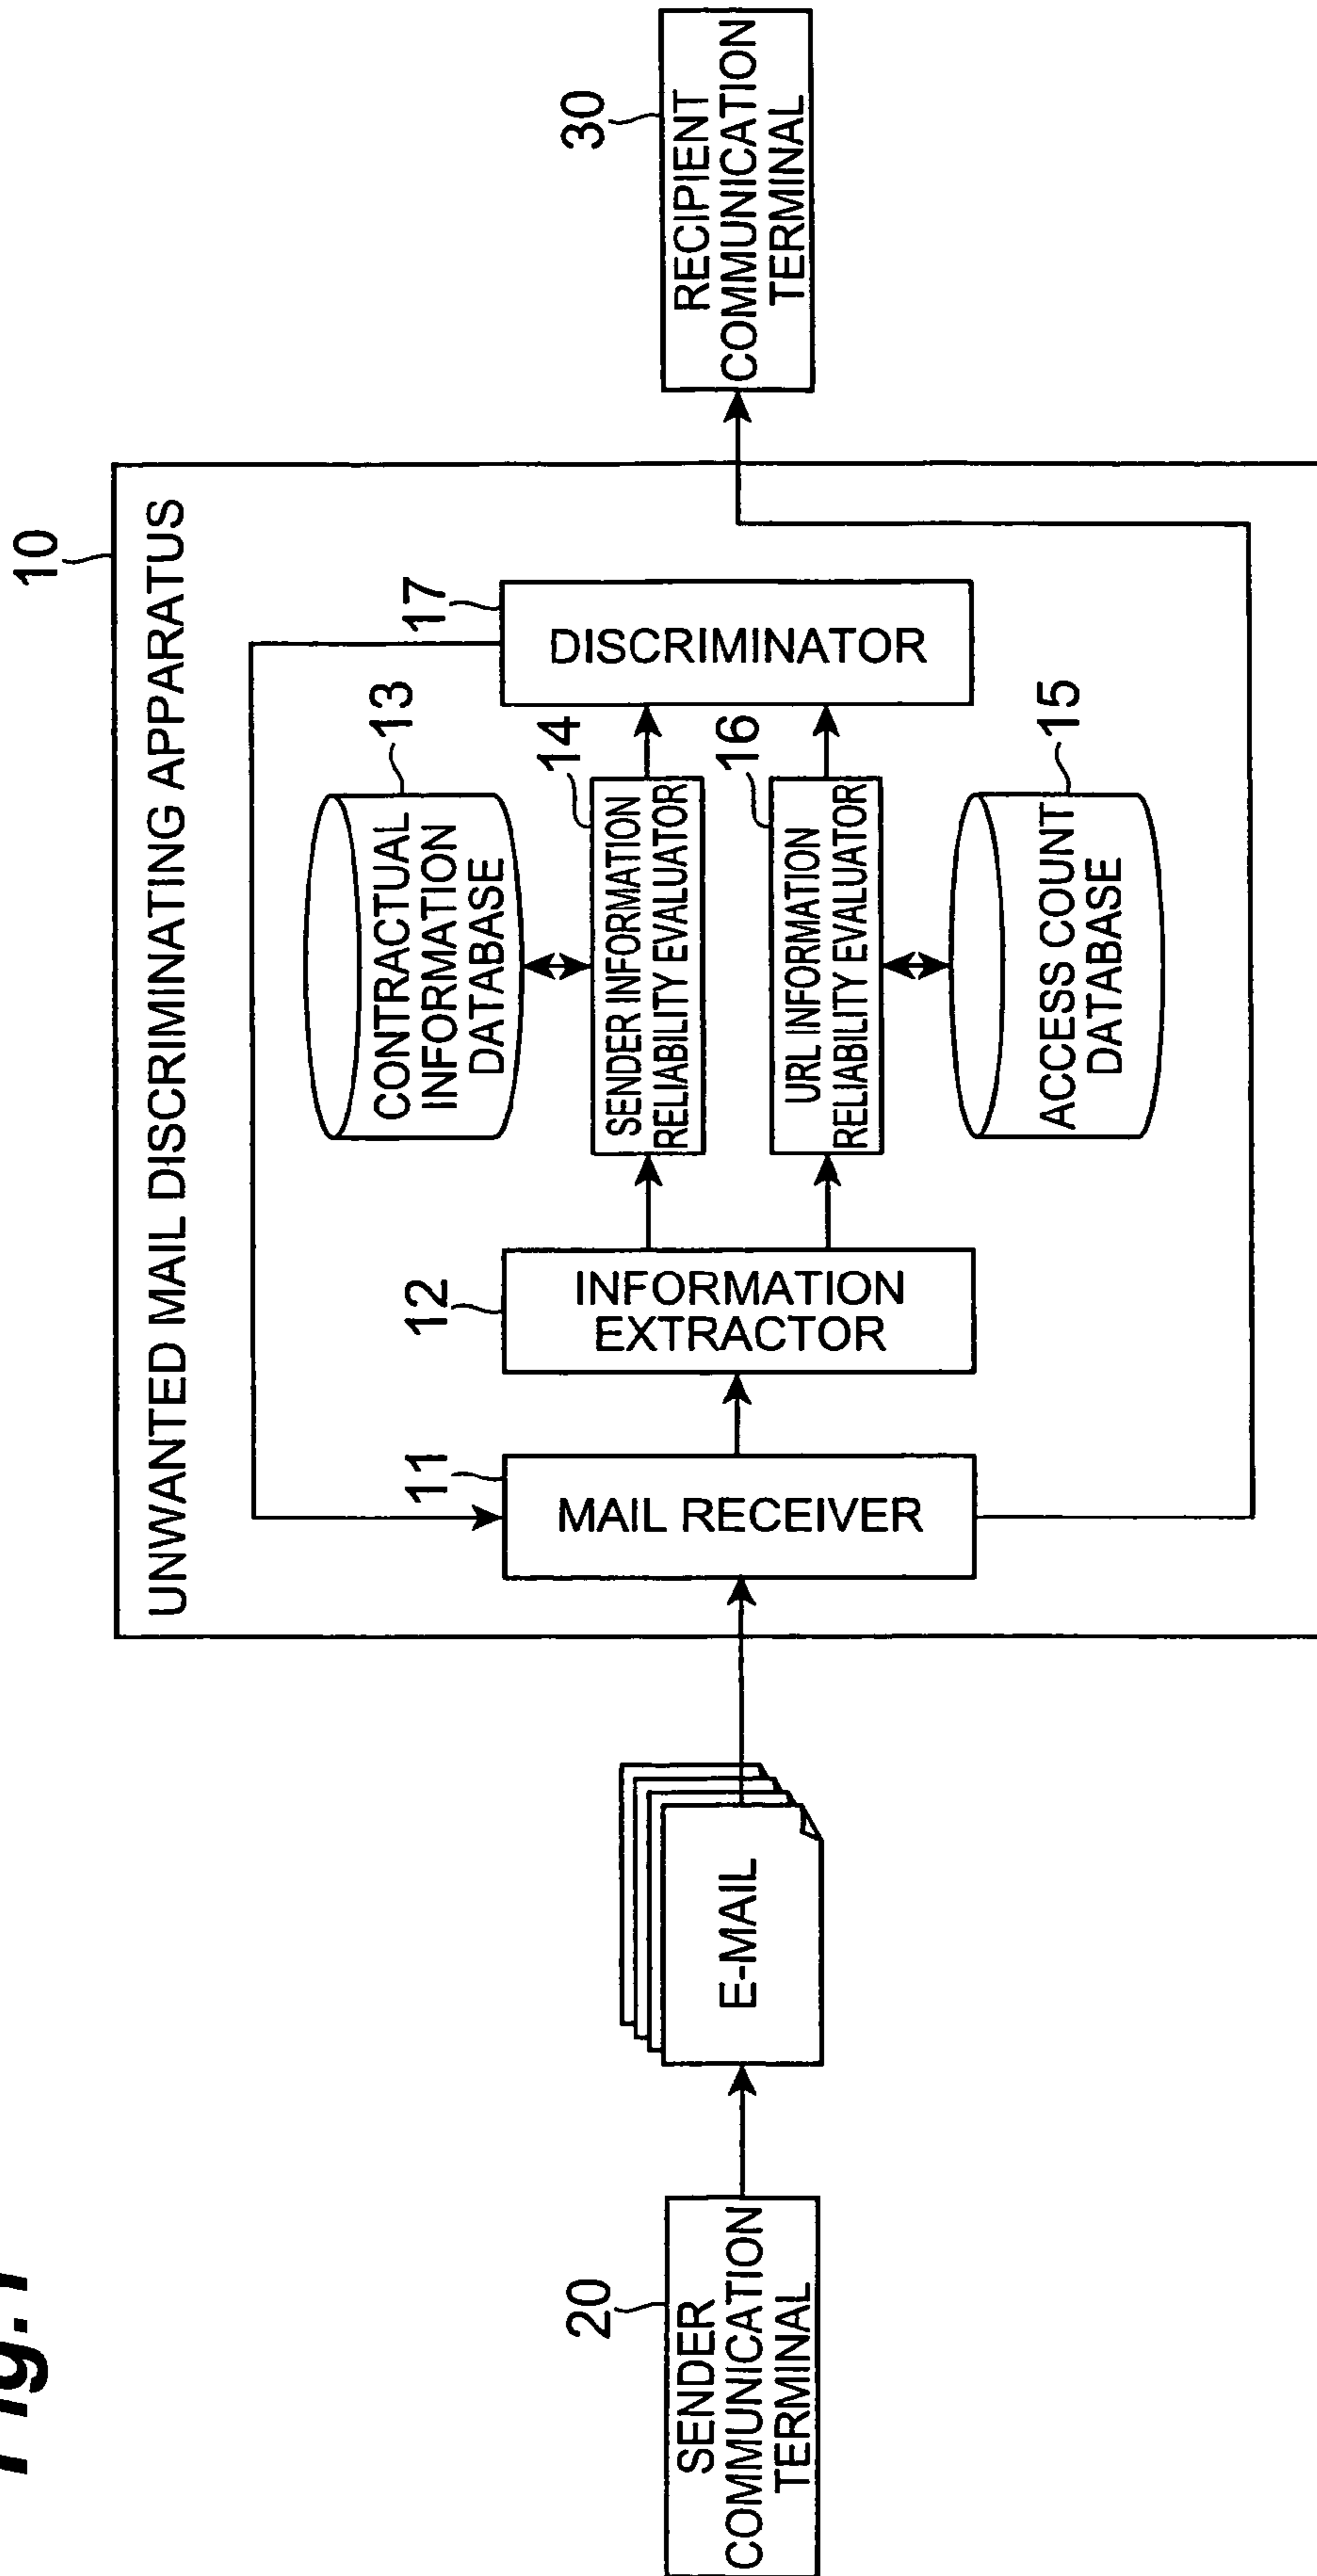 Fig.1
10
UNWANTED MAIL DISCRIMINATING APPARATUS
13
CONTRACTUAL
INFORMATION
DATABASE
17
DISCRIMINATOR
14
SENDER INFORMATION
RELIABILITY EVALUATOR
16
URL INFORMATION
RELIABILITY EVALUATOR
15
ACCESS COUNT
DATABASE
12
INFORMATION
EXTRACTOR
11
MAIL RECEIVER
E-MAIL
20
SENDER
COMMUNICATION
TERMINAL
30
RECIPIENT
COMMUNICATION
TERMINAL